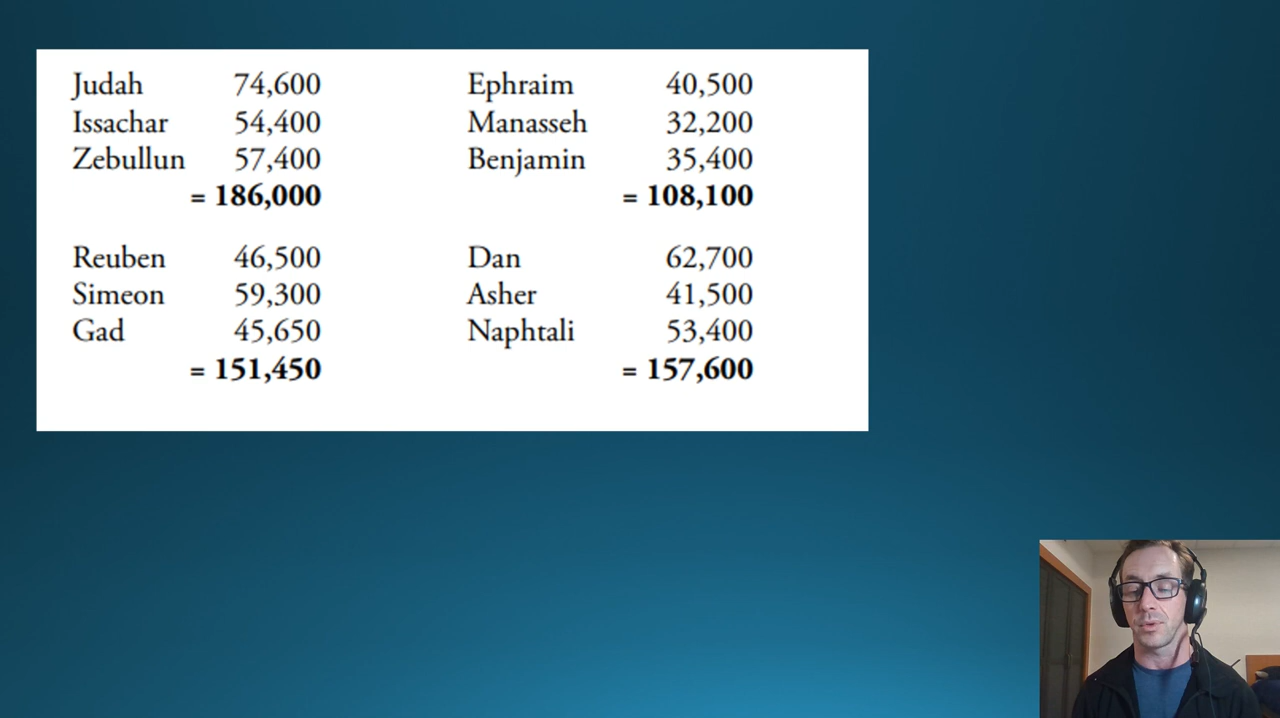 Judah 74,600
Issachar 54,400
Zebullun 57,400
= 186,000
Reuben 46,500
Simeon 59,300
Gad 45,650
= 151,450
Ephraim 40,500
Manasseh 32,200
Benjamin 35,400
= 108,100
Dan 62,700
Asher 41,500
Naphtali 53,400
= 157,600